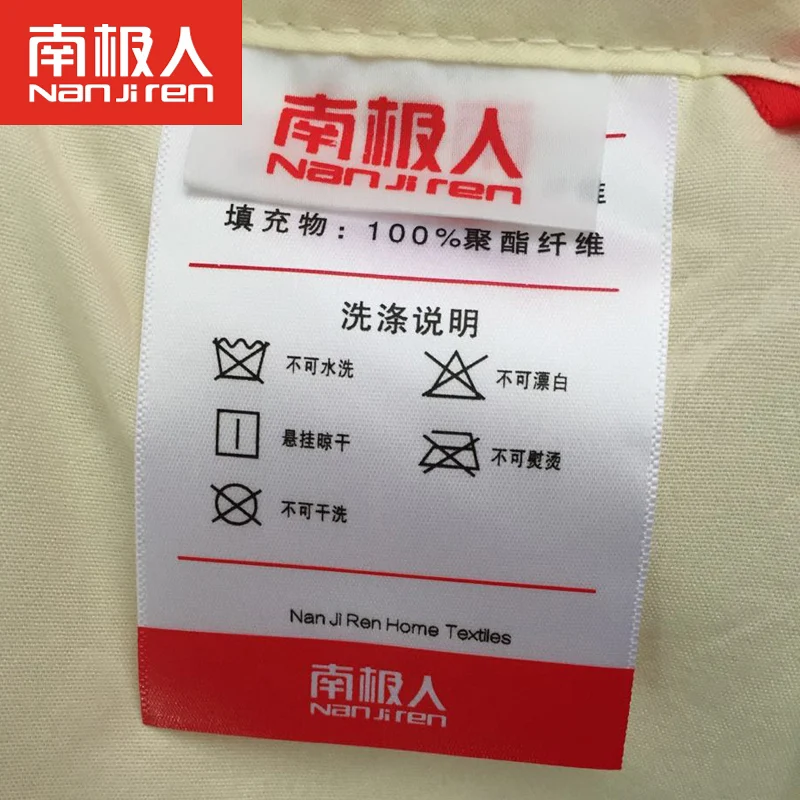 南极人
NanJiren
南极人
NanJiren
维
填充物：100%聚酯纤维
洗涤说明
不可水洗
不可漂白
悬挂晾干
不可熨烫
不可干洗
Nan Ji Ren Home Textiles
南极人
NanJiren